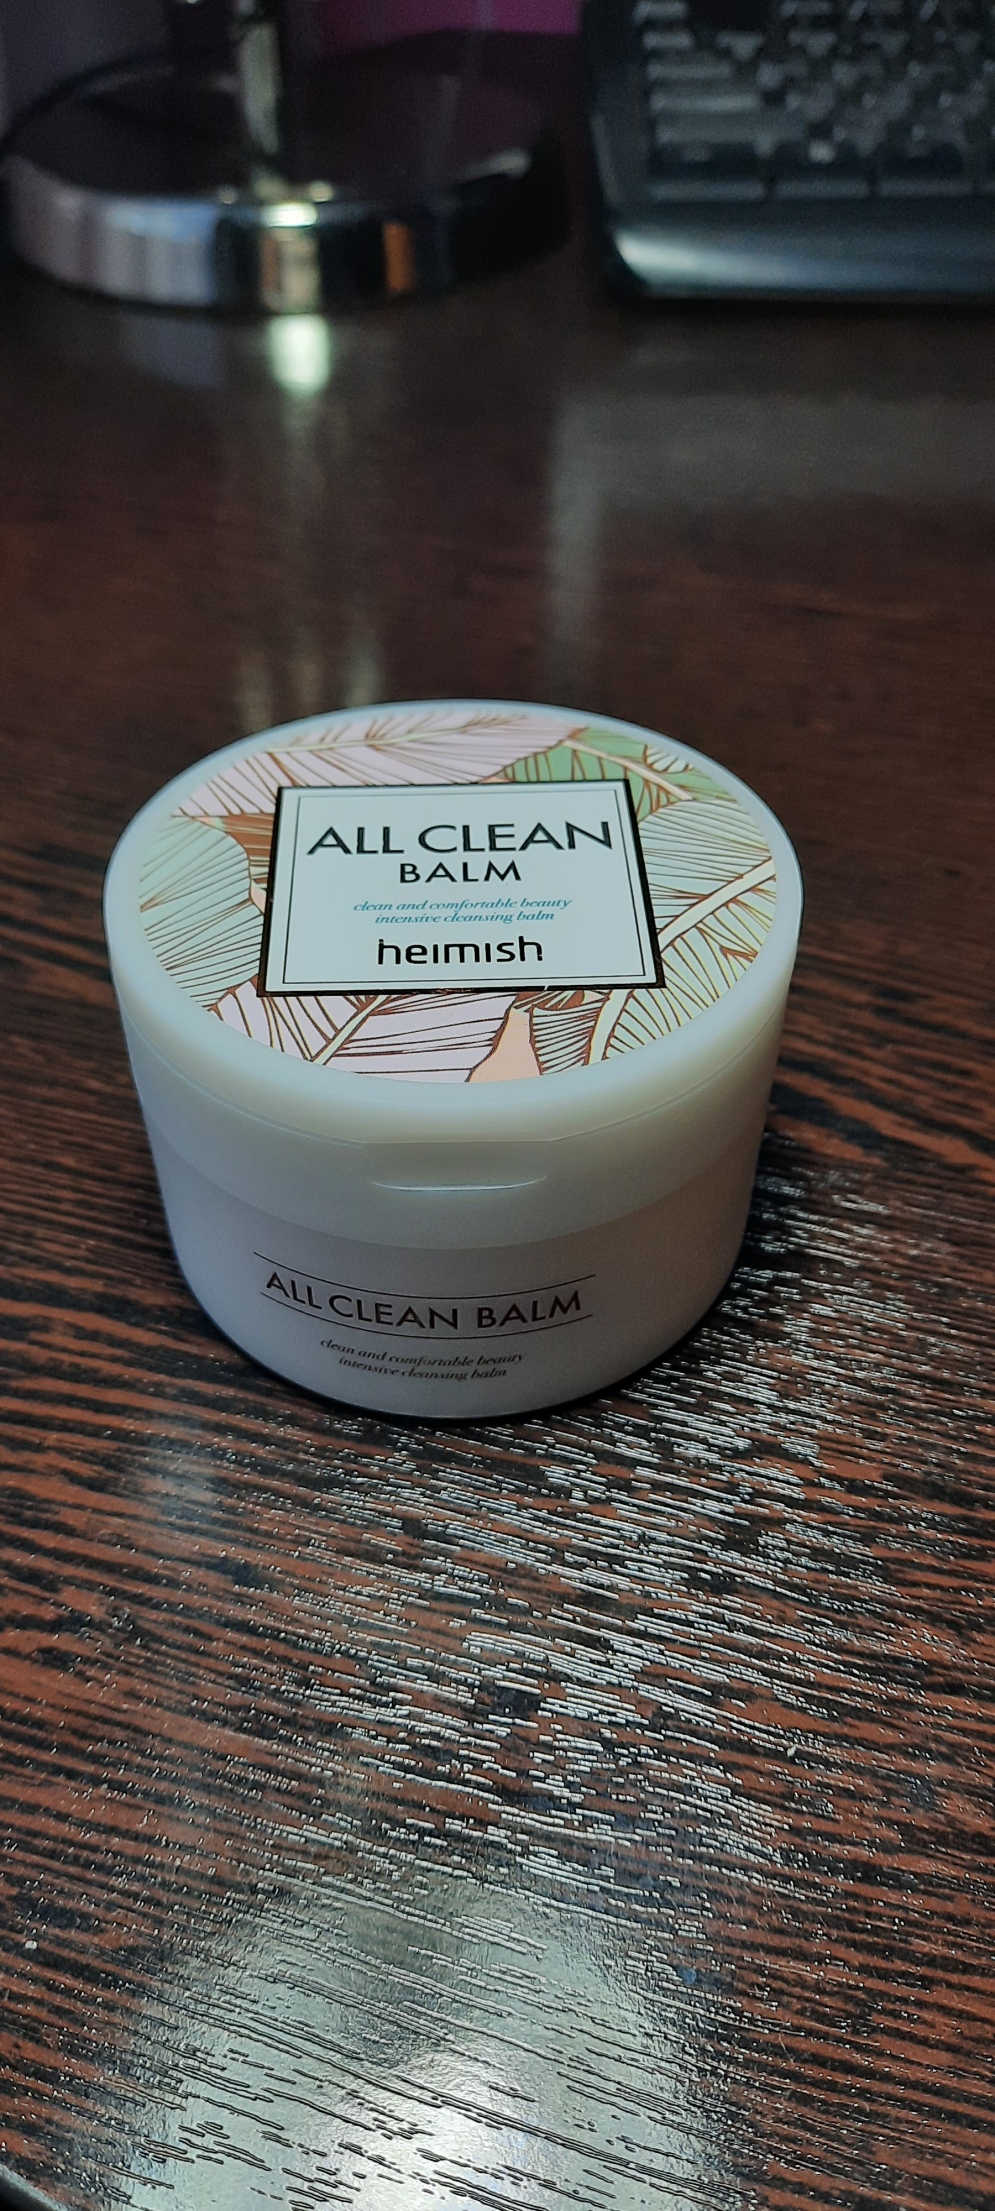 ALL CLEAN
BALM
clean and comfortable beauty
intensive cleansing balm
heimish
ALL CLEAN BALM
clean and comfortable beauty
intensive cleansing balm